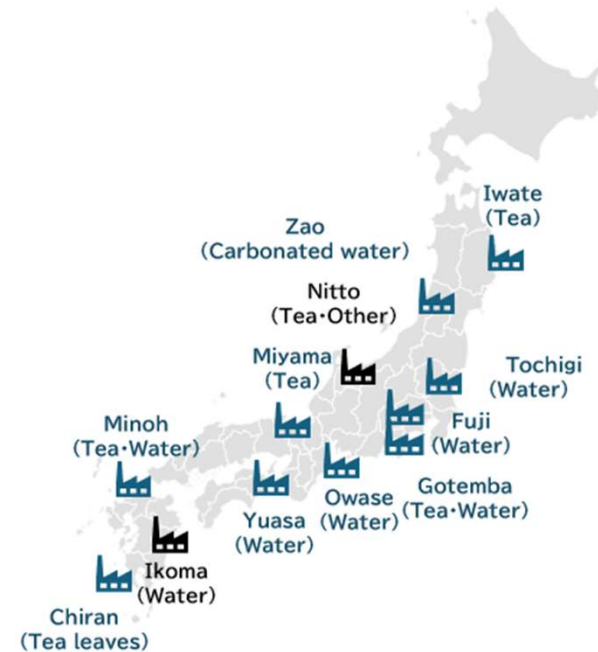 Iwate
(Tea)
Zao
(Carbonated water)
Nitto
(Tea・Other)
Miyama
(Tea)
Tochigi
(Water)
Minoh
(Tea・Water)
Fuji
(Water)
Gotemba
(Tea・Water)
Owase
(Water)
Yuasa
(Water)
Ikoma
(Water)
Chiran
(Tea leaves)